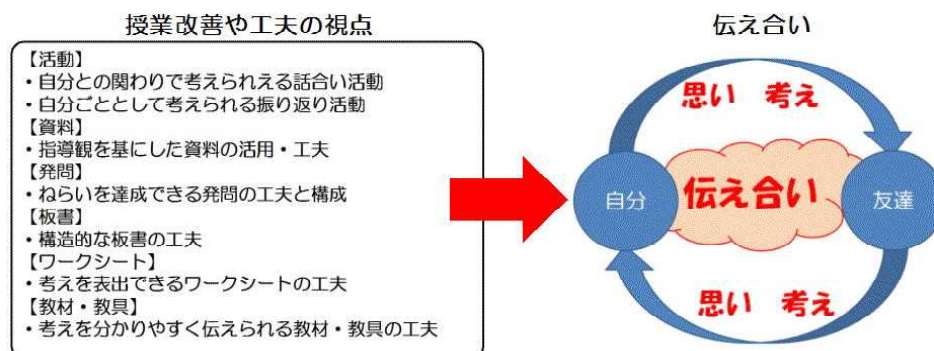 授業改善や工夫の視点
【活動】
・自分との関わりで考えられえる話合い活動
・自分ごととして考えられる振り返り活動
【資料】
・指導観を基にした資料の活用・工夫
【発問】
・ねらいを達成できる発問の工夫と構成
【板書】
・構造的な板書の工夫
【ワークシート】
・考えを表出できるワークシートの工夫
【教材・教具】
・考えを分かりやすく伝えられる教材・教具の工夫
伝え合い
思い 考え
自分
伝え合い
友達
思い 考え